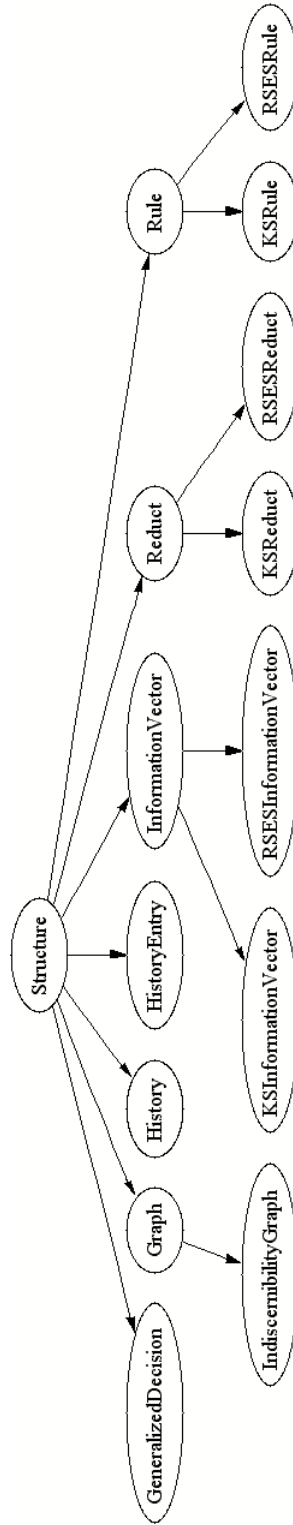 Structure
GeneralizedDecision
Graph
History
HistoryEntry
InformationVector
Reduct
Rule
IndiscernibilityGraph
KSInformationVector
RSESInformationVector
KSReduct
RSESReduct
KSRule
RSESRule